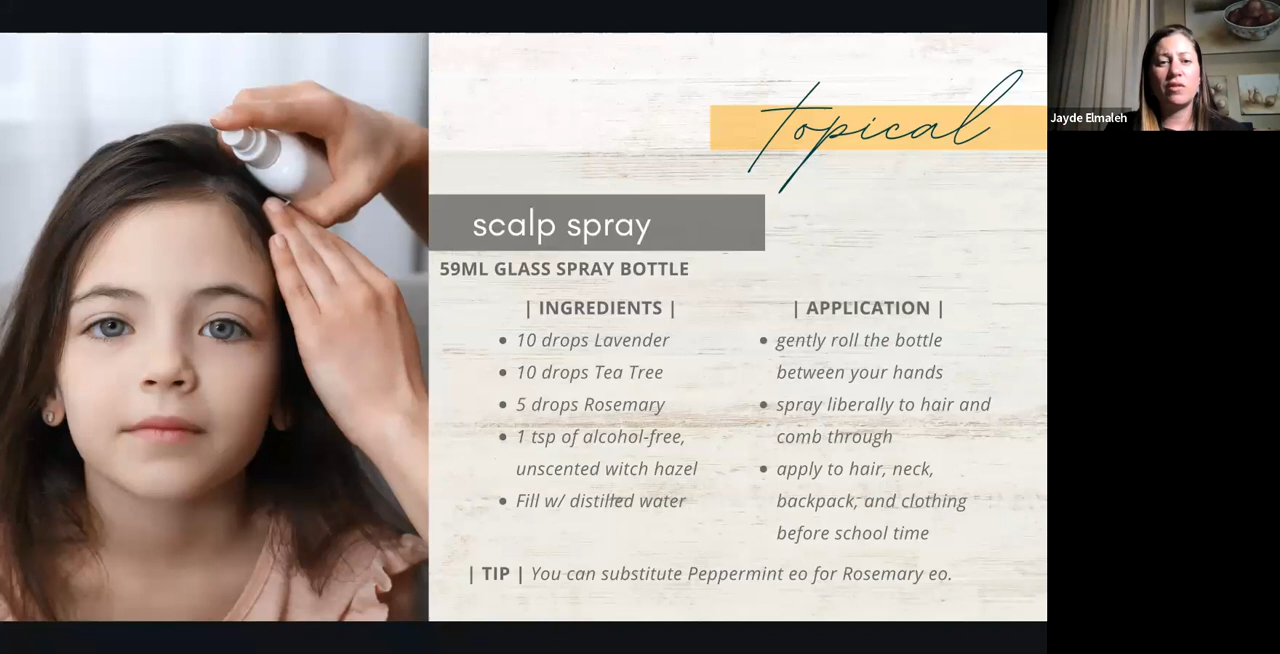 topical
scalp spray
59ML GLASS SPRAY BOTTLE
| INGREDIENTS |
• 10 drops Lavender
• 10 drops Tea Tree
• 5 drops Rosemary
• 1 tsp of alcohol-free,
unscented witch hazel
• Fill w/ distilled water
| APPLICATION |
• gently roll the bottle
between your hands
• spray liberally to hair and
comb through
• apply to hair, neck,
backpack, and clothing
before school time
| TIP | You can substitute Peppermint eo for Rosemary eo.
Jayde Elmaleh